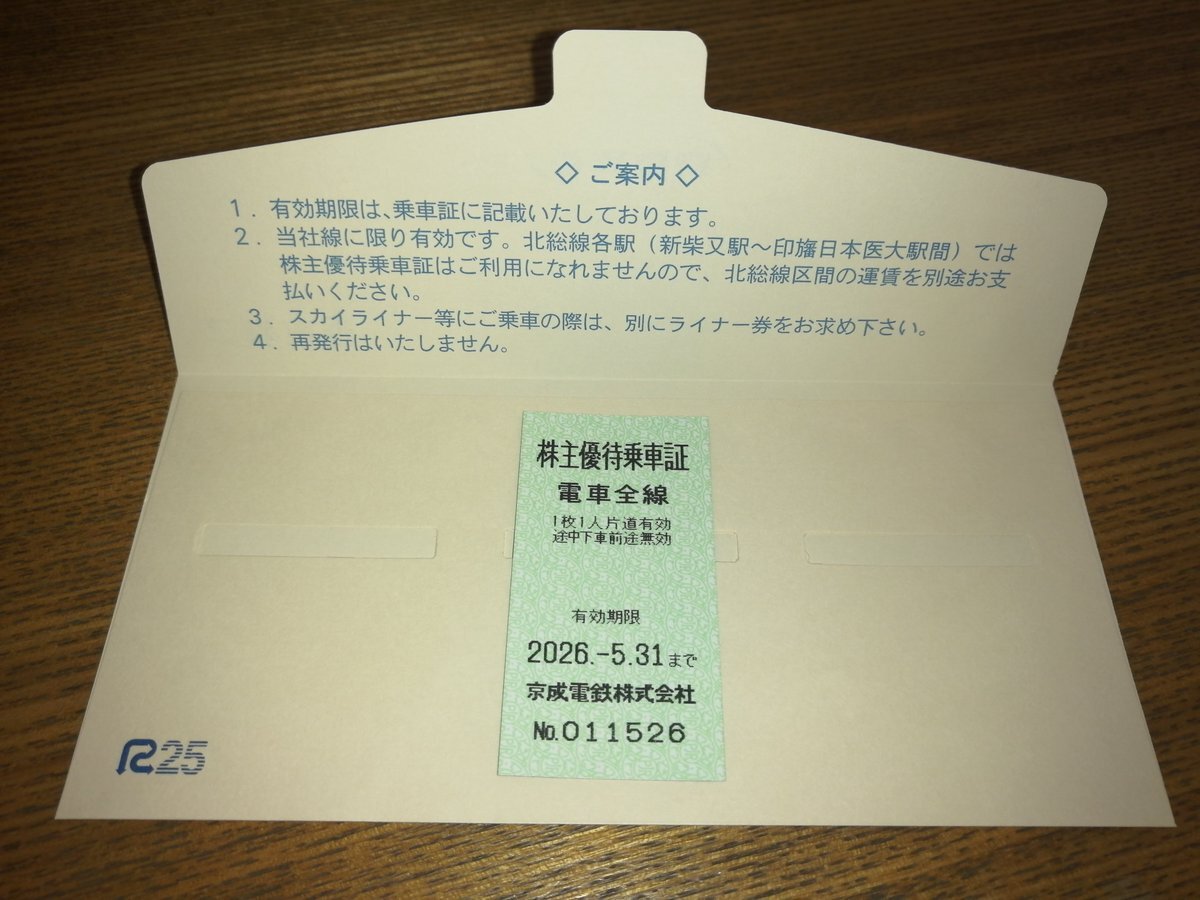 ◇ ご案内 ◇
1．有効期限は、乗車証に記載いたしております。
2．当社線に限り有効です。北総線各駅（新柴又駅～印旛日本医大駅間）では
株主優待乗車証はご利用になれませんので、北総線区間の運賃を別途お支
払いください。
3．スカイライナー等にご乗車の際は、別にライナー券をお求め下さい。
4．再発行はいたしません。
株主優待乗車証
電車全線
1枚1人片道有効
途中下車前途無効
有効期限
2026.-5.31まで
京成電鉄株式会社
No.011526
R25